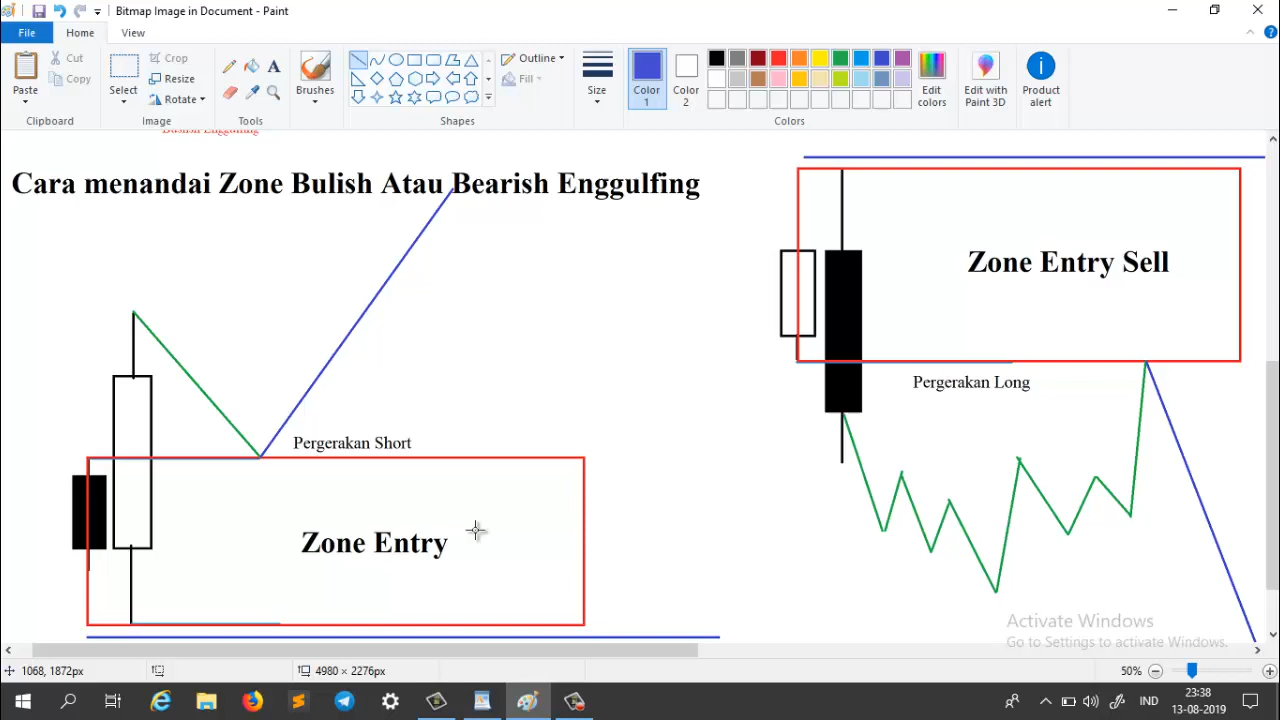 Bitmap Image in Document - Paint
File
Home
View
Paste
Cut
Copy
Clipboard
Select
Crop
Resize
Rotate
Image
A
Tools
Brushes
Outline
Fill
Shapes
Size
Color
1
Color
2
Edit
colors
Colors
Edit with
Paint 3D
Product
alert
Cara menandai Zone Bulish Atau Bearish Enggulfing
Zone Entry Sell
Pergerakan Long
Pergerakan Short
Zone Entry
Activate Windows
Go to Settings to activate Windows.
1068, 1872px
4980 × 2276px
50%
IND
23:38
13-08-2019